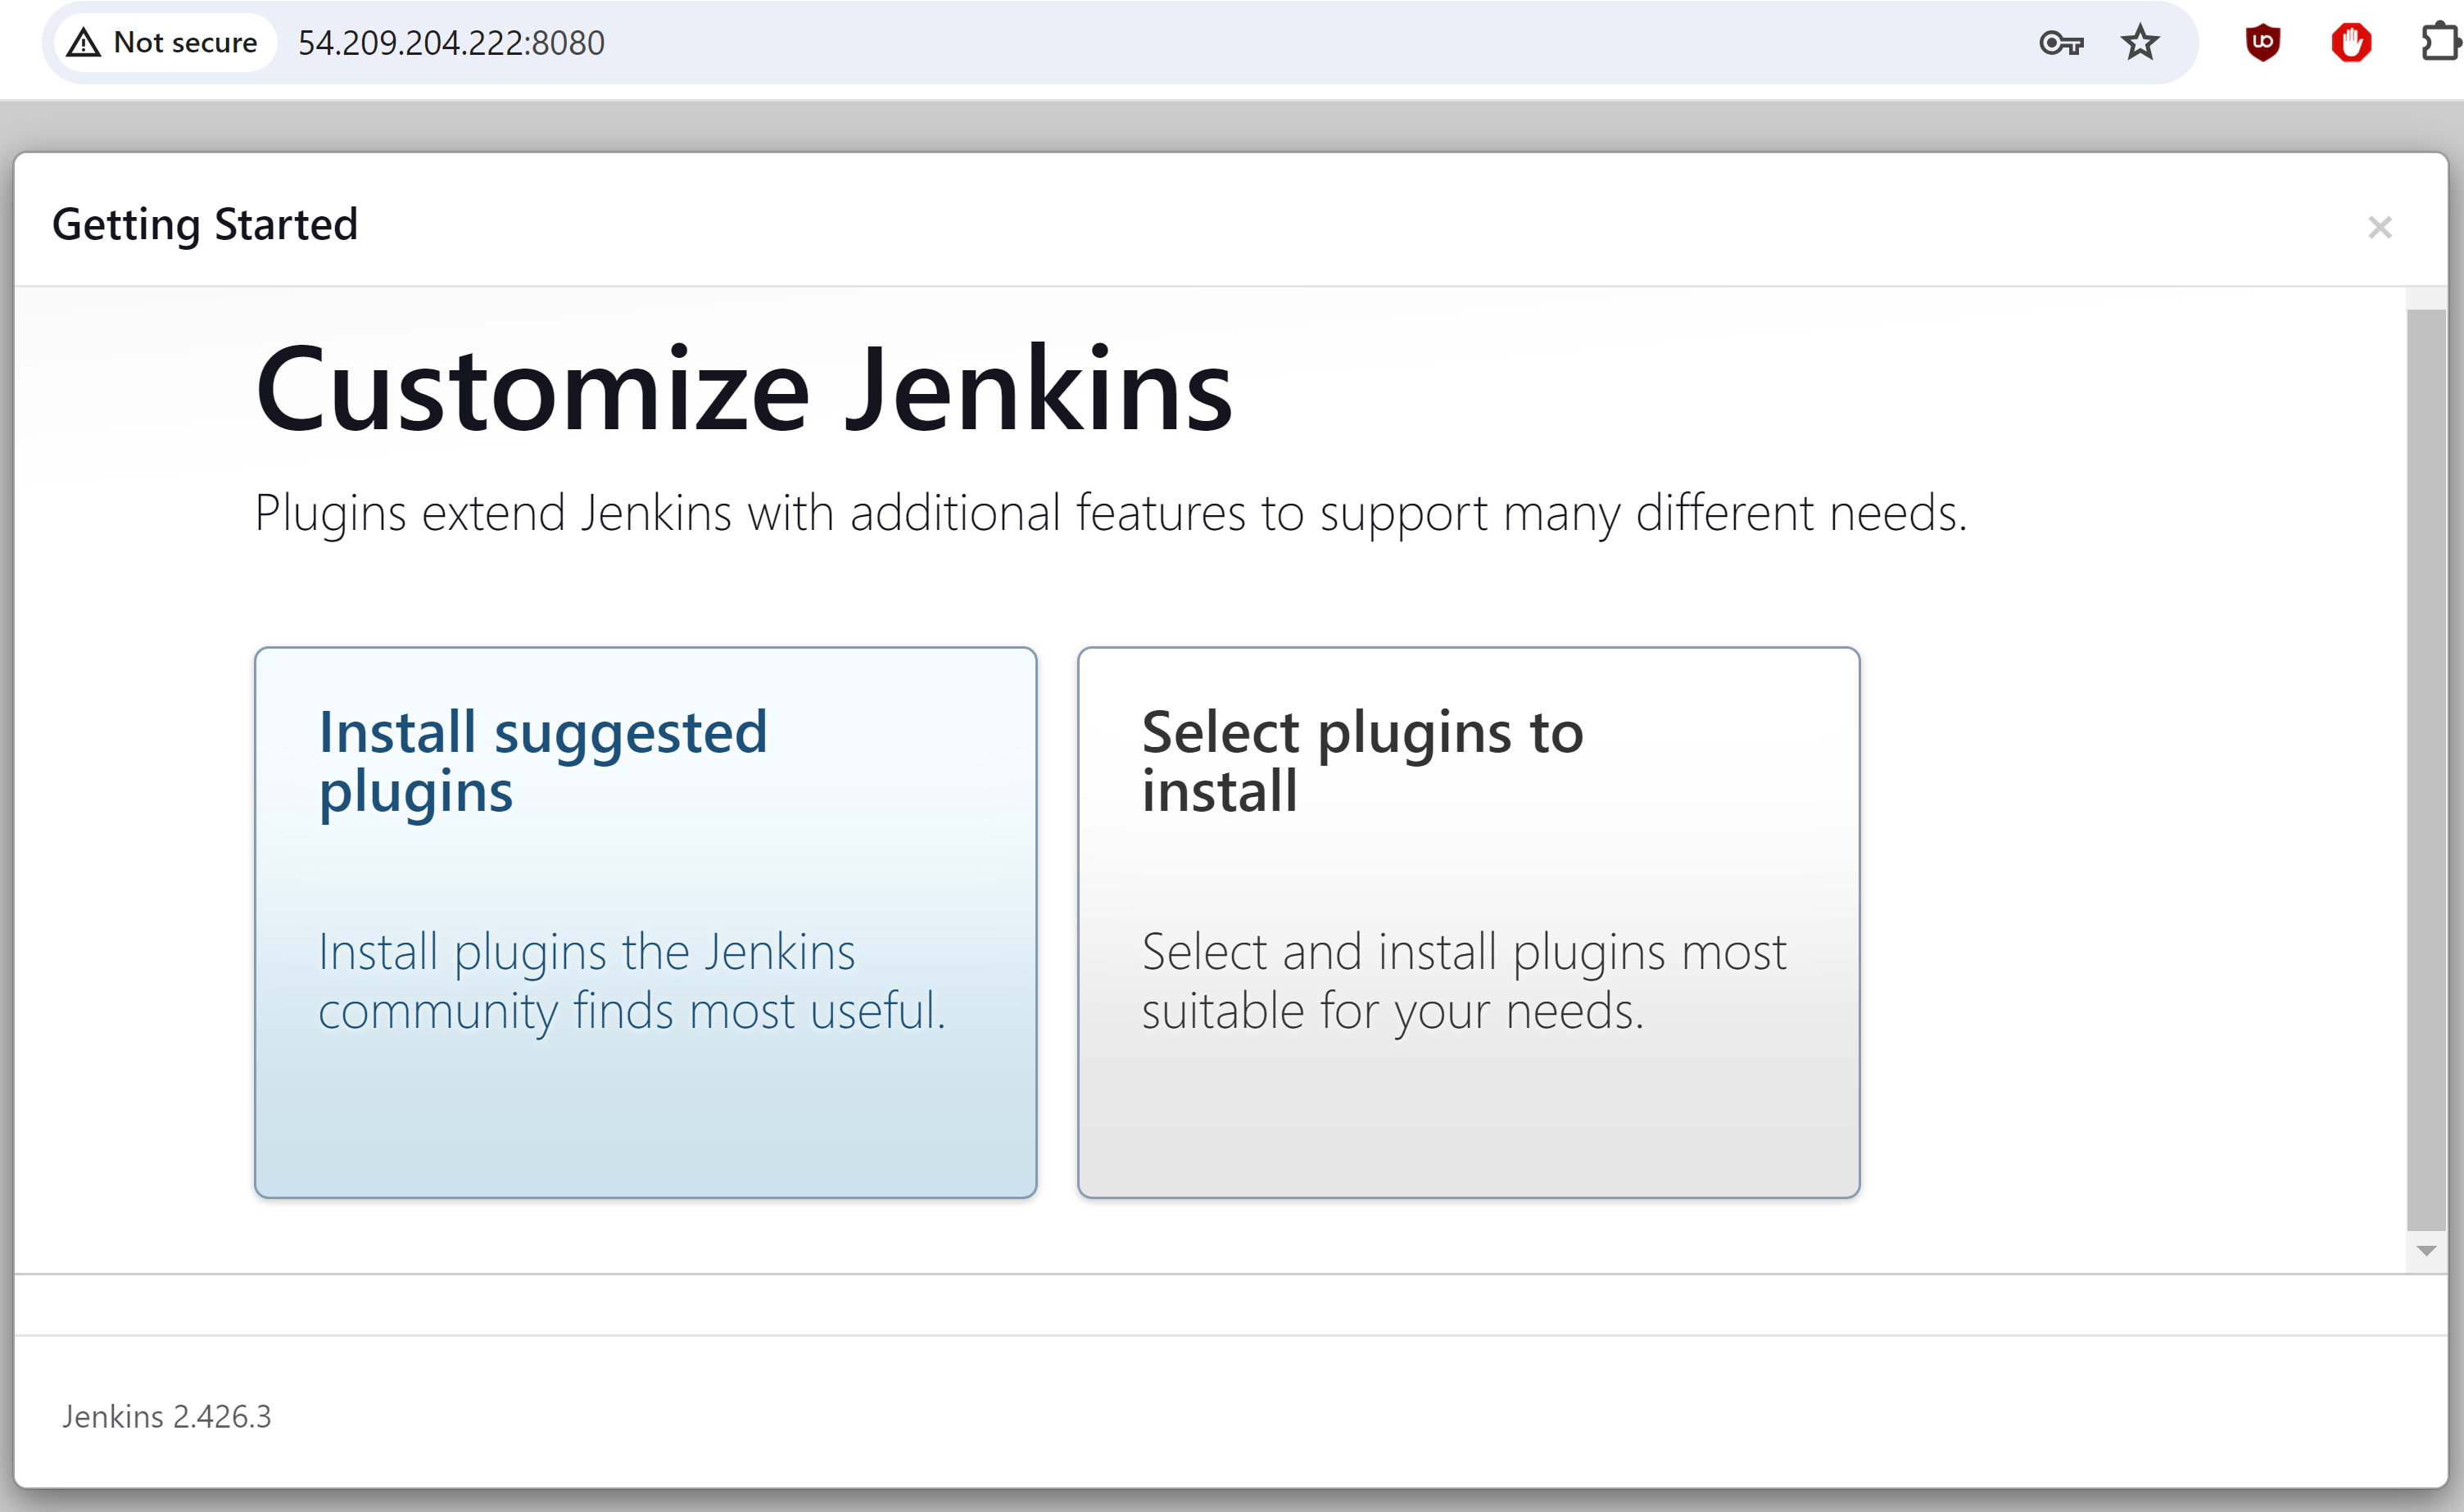 Not secure 54.209.204.222:8080
Getting Started
×
Customize Jenkins
Plugins extend Jenkins with additional features to support many different needs.
Install suggested
plugins
Install plugins the Jenkins
community finds most useful.
Select plugins to
install
Select and install plugins most
suitable for your needs.
Jenkins 2.426.3